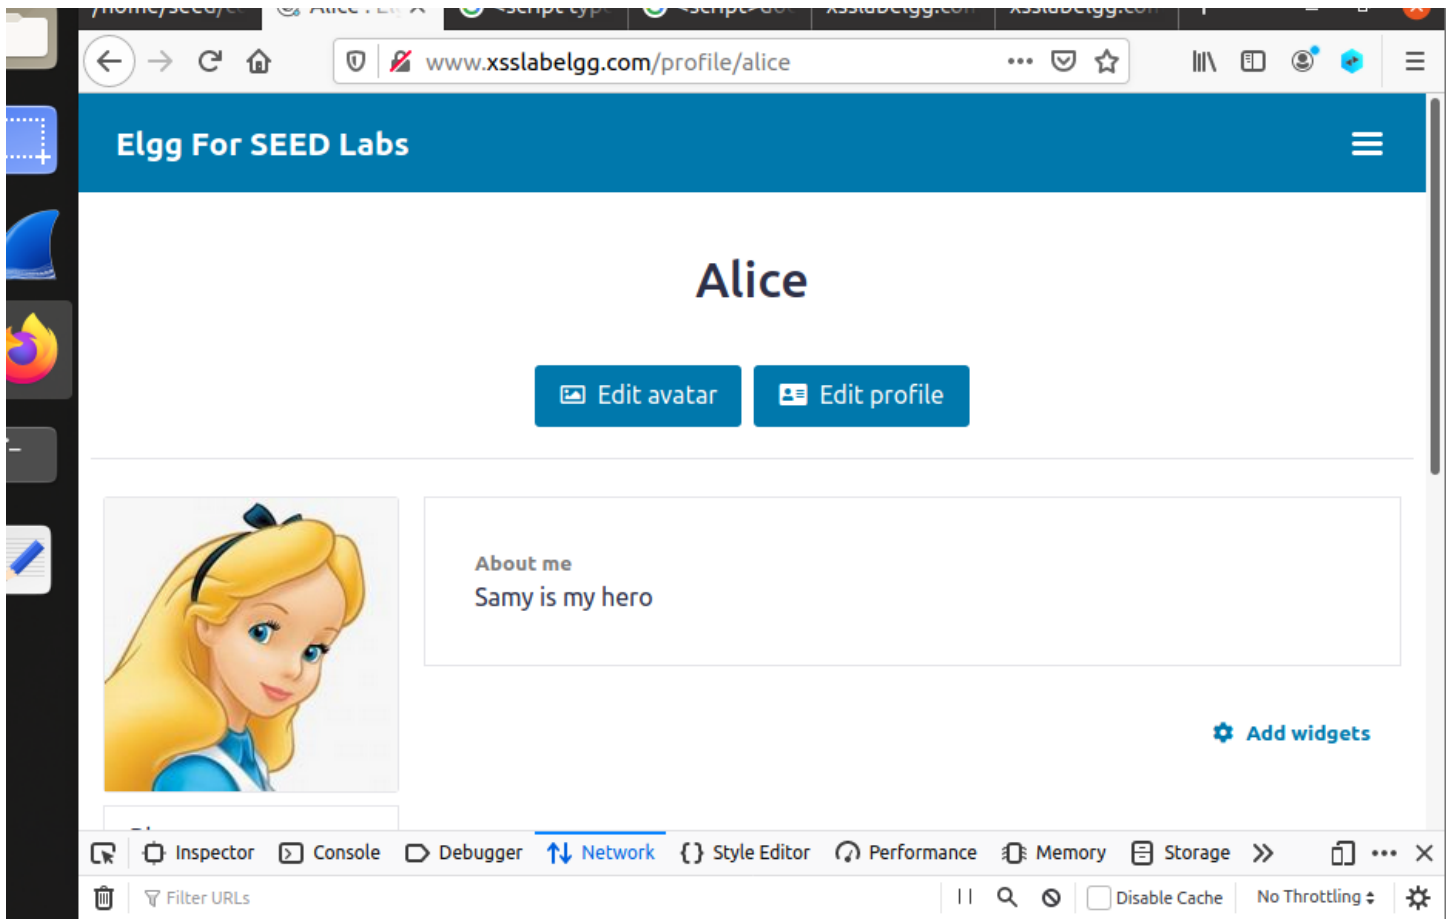 www.xsslabelgg.com/profile/alice
Elgg For SEED Labs
Alice
Edit avatar Edit profile
About me
Samy is my hero
Add widgets
Inspector Console Debugger Network Style Editor Performance Memory Storage
Filter URLs Disable Cache No Throttling